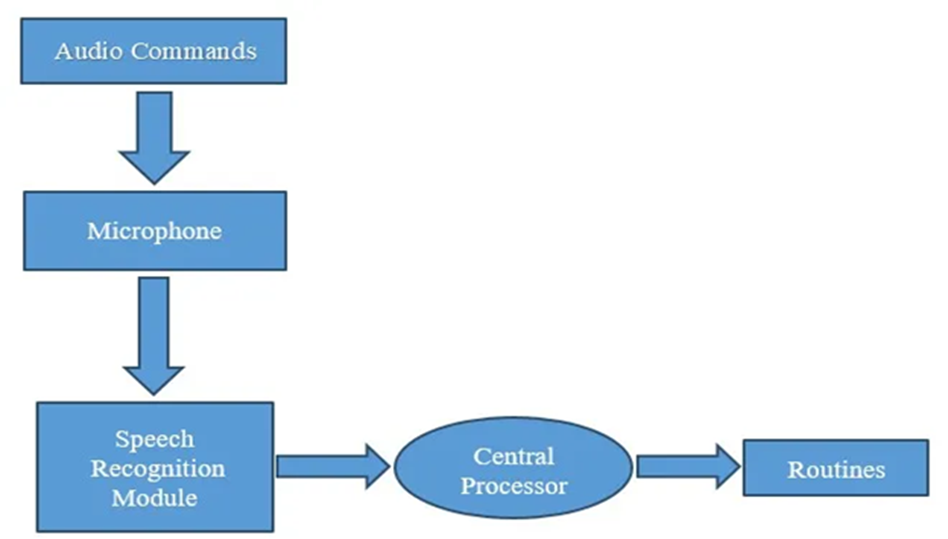 Audio Commands
Microphone
Speech
Recognition
Module
Central
Processor
Routines